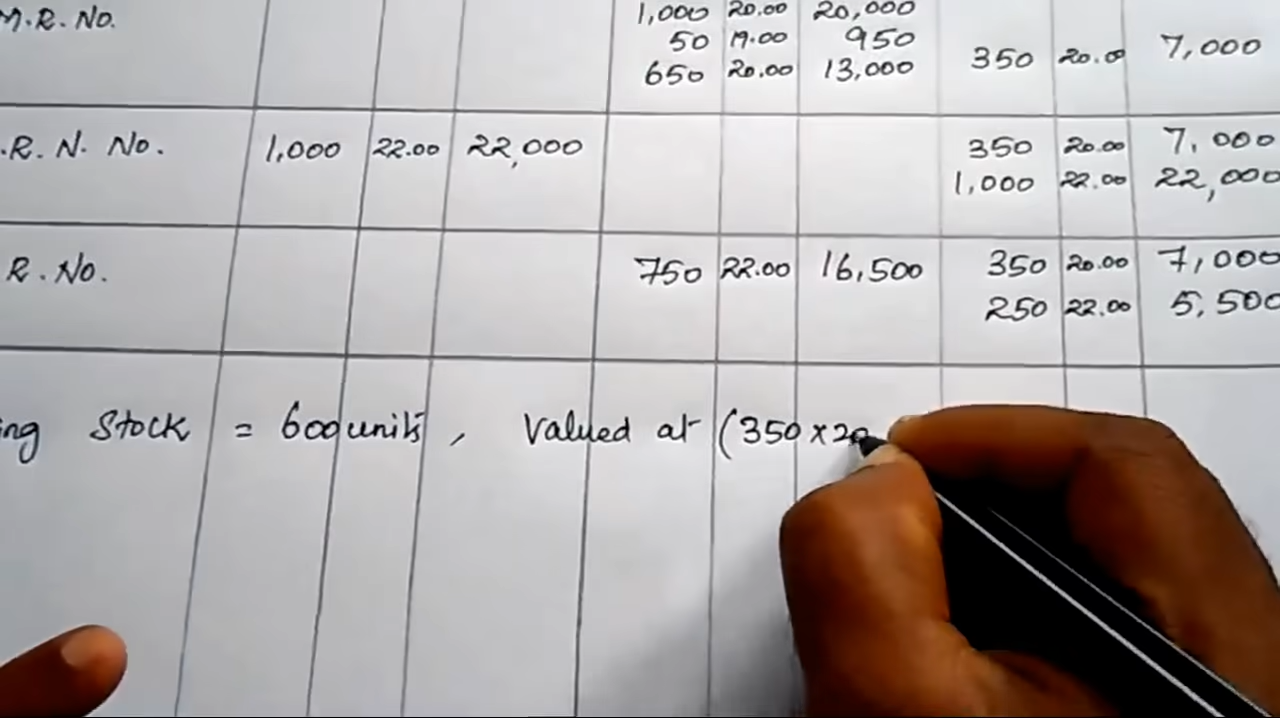 M.R. No. 1,000 20.00 20,000
50 19.00 950
650 20.00 13,000 350 20.00 7,000
.R. N. No. 1,000 22.00 22,000 350 20.00 7,000
1,000 22.00 22,000
R. No. 750 22.00 16,500 350 20.00 7,000
250 22.00 5,500
ing Stock = 600 units, Valued at (350 × 20